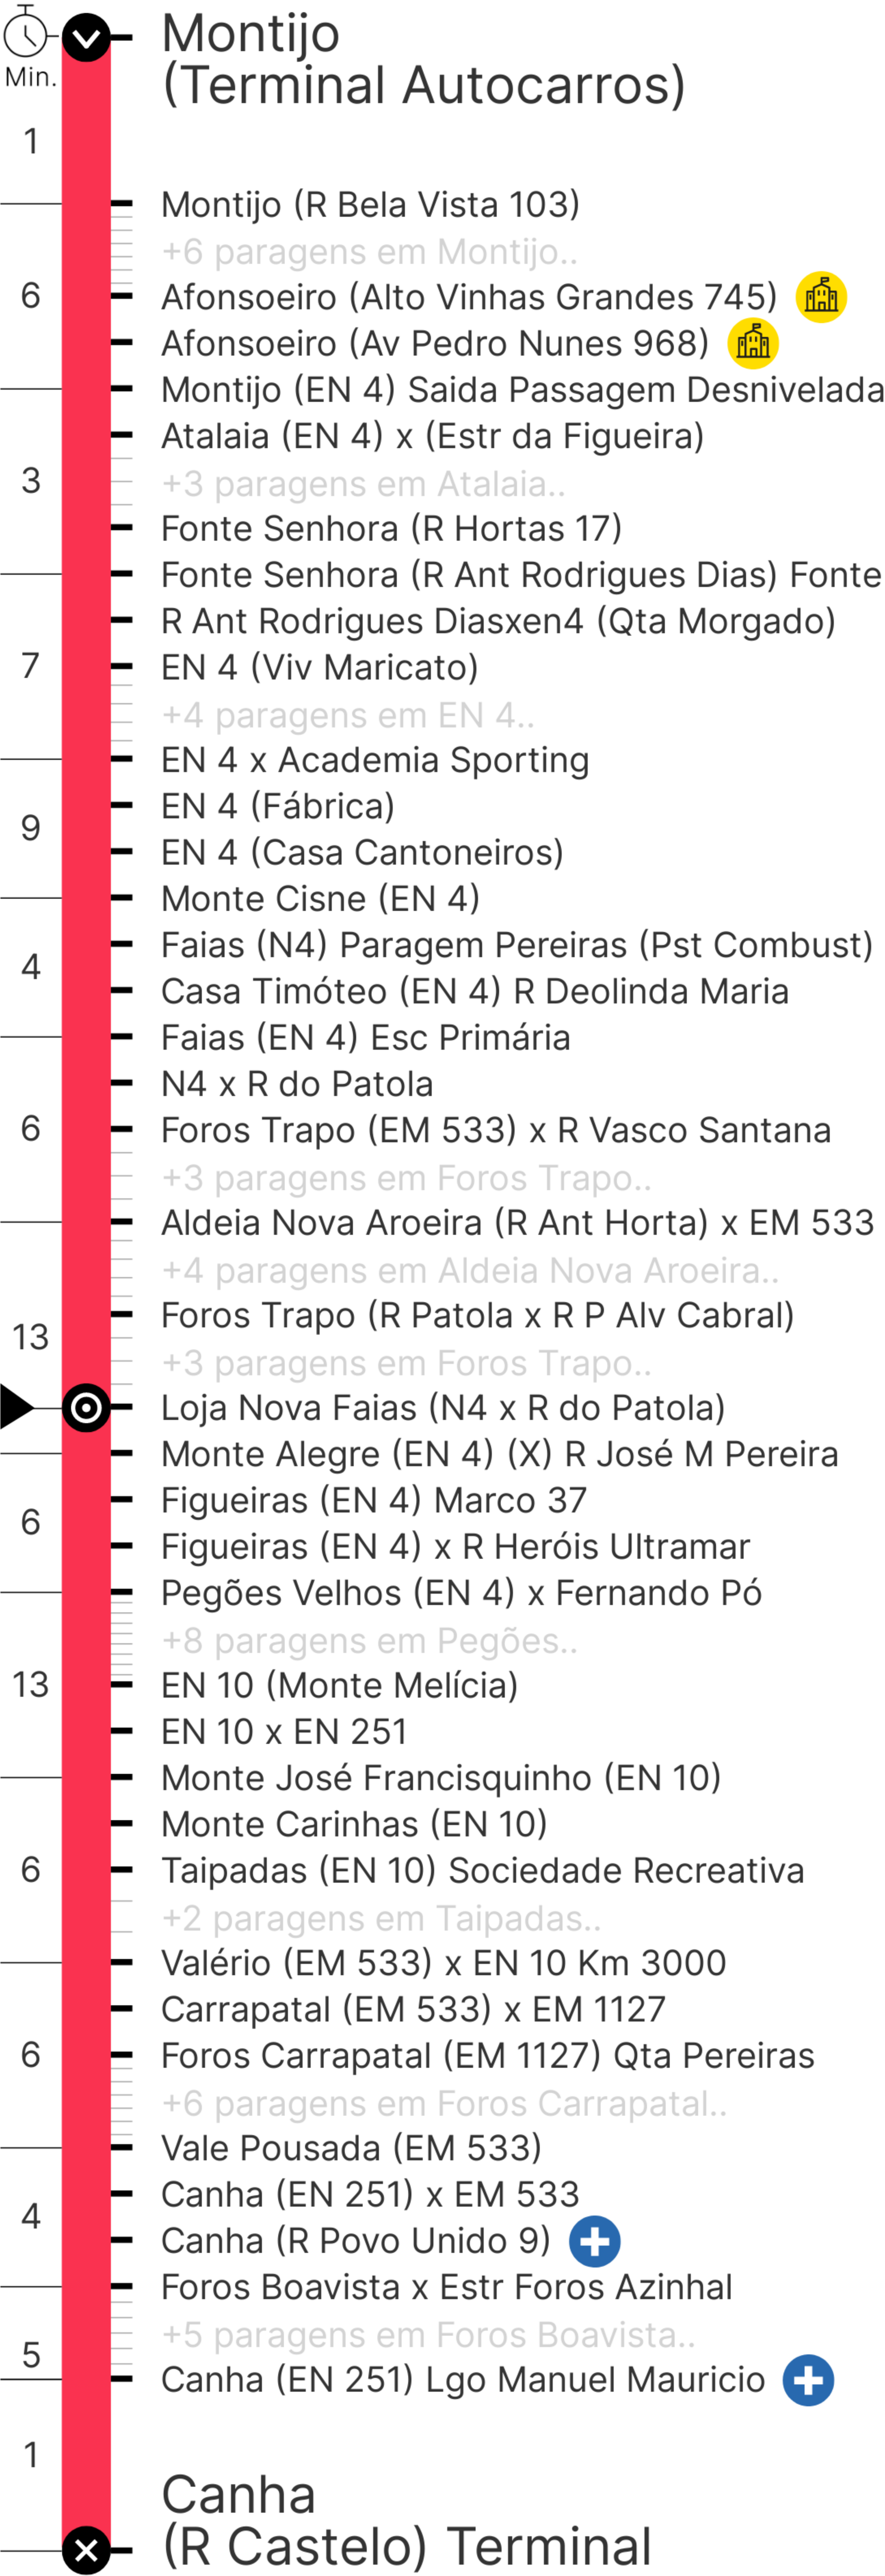 Montijo
(Terminal Autocarros)
Min.
1
Montijo (R Bela Vista 103)
+6 paragens em Montijo..
6
Afonsoeiro (Alto Vinhas Grandes 745)
Afonsoeiro (Av Pedro Nunes 968)
Montijo (EN 4) Saida Passagem Desnivelada
Atalaia (EN 4) x (Estr da Figueira)
3
+3 paragens em Atalaia..
Fonte Senhora (R Hortas 17)
Fonte Senhora (R Ant Rodrigues Dias) Fonte
R Ant Rodrigues Diasxen4 (Qta Morgado)
7
EN 4 (Viv Maricato)
+4 paragens em EN 4..
EN 4 x Academia Sporting
EN 4 (Fábrica)
9
EN 4 (Casa Cantoneiros)
Monte Cisne (EN 4)
Faias (N4) Paragem Pereiras (Pst Combust)
4
Casa Timóteo (EN 4) R Deolinda Maria
Faias (EN 4) Esc Primária
N4 x R do Patola
6
Foros Trapo (EM 533) x R Vasco Santana
+3 paragens em Foros Trapo..
Aldeia Nova Aroeira (R Ant Horta) x EM 533
+4 paragens em Aldeia Nova Aroeira..
Foros Trapo (R Patola x R P Alv Cabral)
13
+3 paragens em Foros Trapo..
Loja Nova Faias (N4 x R do Patola)
Monte Alegre (EN 4) (X) R José M Pereira
Figueiras (EN 4) Marco 37
6
Figueiras (EN 4) x R Heróis Ultramar
Pegões Velhos (EN 4) x Fernando Pó
+8 paragens em Pegões..
13
EN 10 (Monte Melícia)
EN 10 x EN 251
Monte José Francisquinho (EN 10)
Monte Carinhas (EN 10)
6
Taipadas (EN 10) Sociedade Recreativa
+2 paragens em Taipadas..
Valério (EM 533) x EN 10 Km 3000
Carrapatal (EM 533) x EM 1127
6
Foros Carrapatal (EM 1127) Qta Pereiras
+6 paragens em Foros Carrapatal..
Vale Pousada (EM 533)
Canha (EN 251) x EM 533
4
Canha (R Povo Unido 9)
Foros Boavista x Estr Foros Azinhal
+5 paragens em Foros Boavista..
5
Canha (EN 251) Lgo Manuel Mauricio
1
Canha
(R Castelo) Terminal